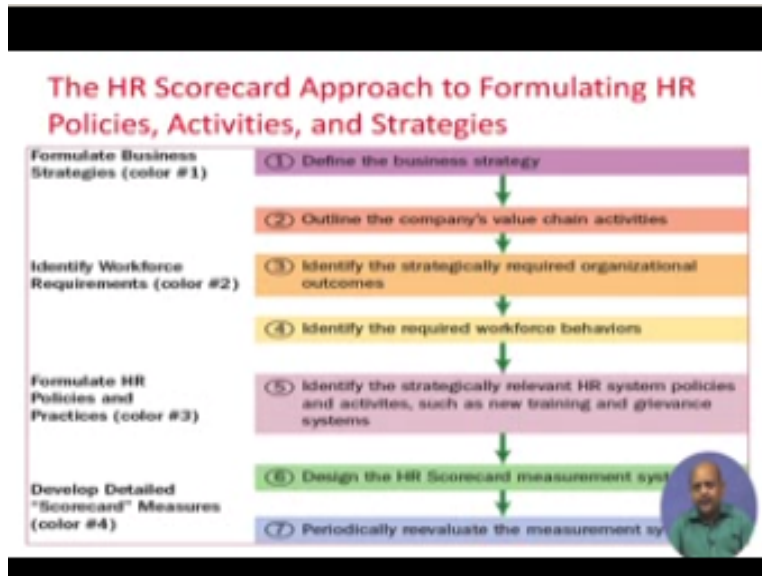 The HR Scorecard Approach to Formulating HR
Policies, Activities, and Strategies
Formulate Business
Strategies (color #1)
① Define the business strategy
② Outline the company's value chain activities
Identify Workforce
Requirements (color #2)
③ Identify the strategically required organizational
outcomes
④ Identify the required workforce behaviors
Formulate HR
Policies and
Practices (color #3)
⑤ Identify the strategically relevant HR system policies
and activites, such as new training and grievance
systems
Develop Detailed
"Scorecard" Measures
(color #4)
⑥ Design the HR Scorecard measurement syst
⑦ Periodically reevaluate the measurement sy